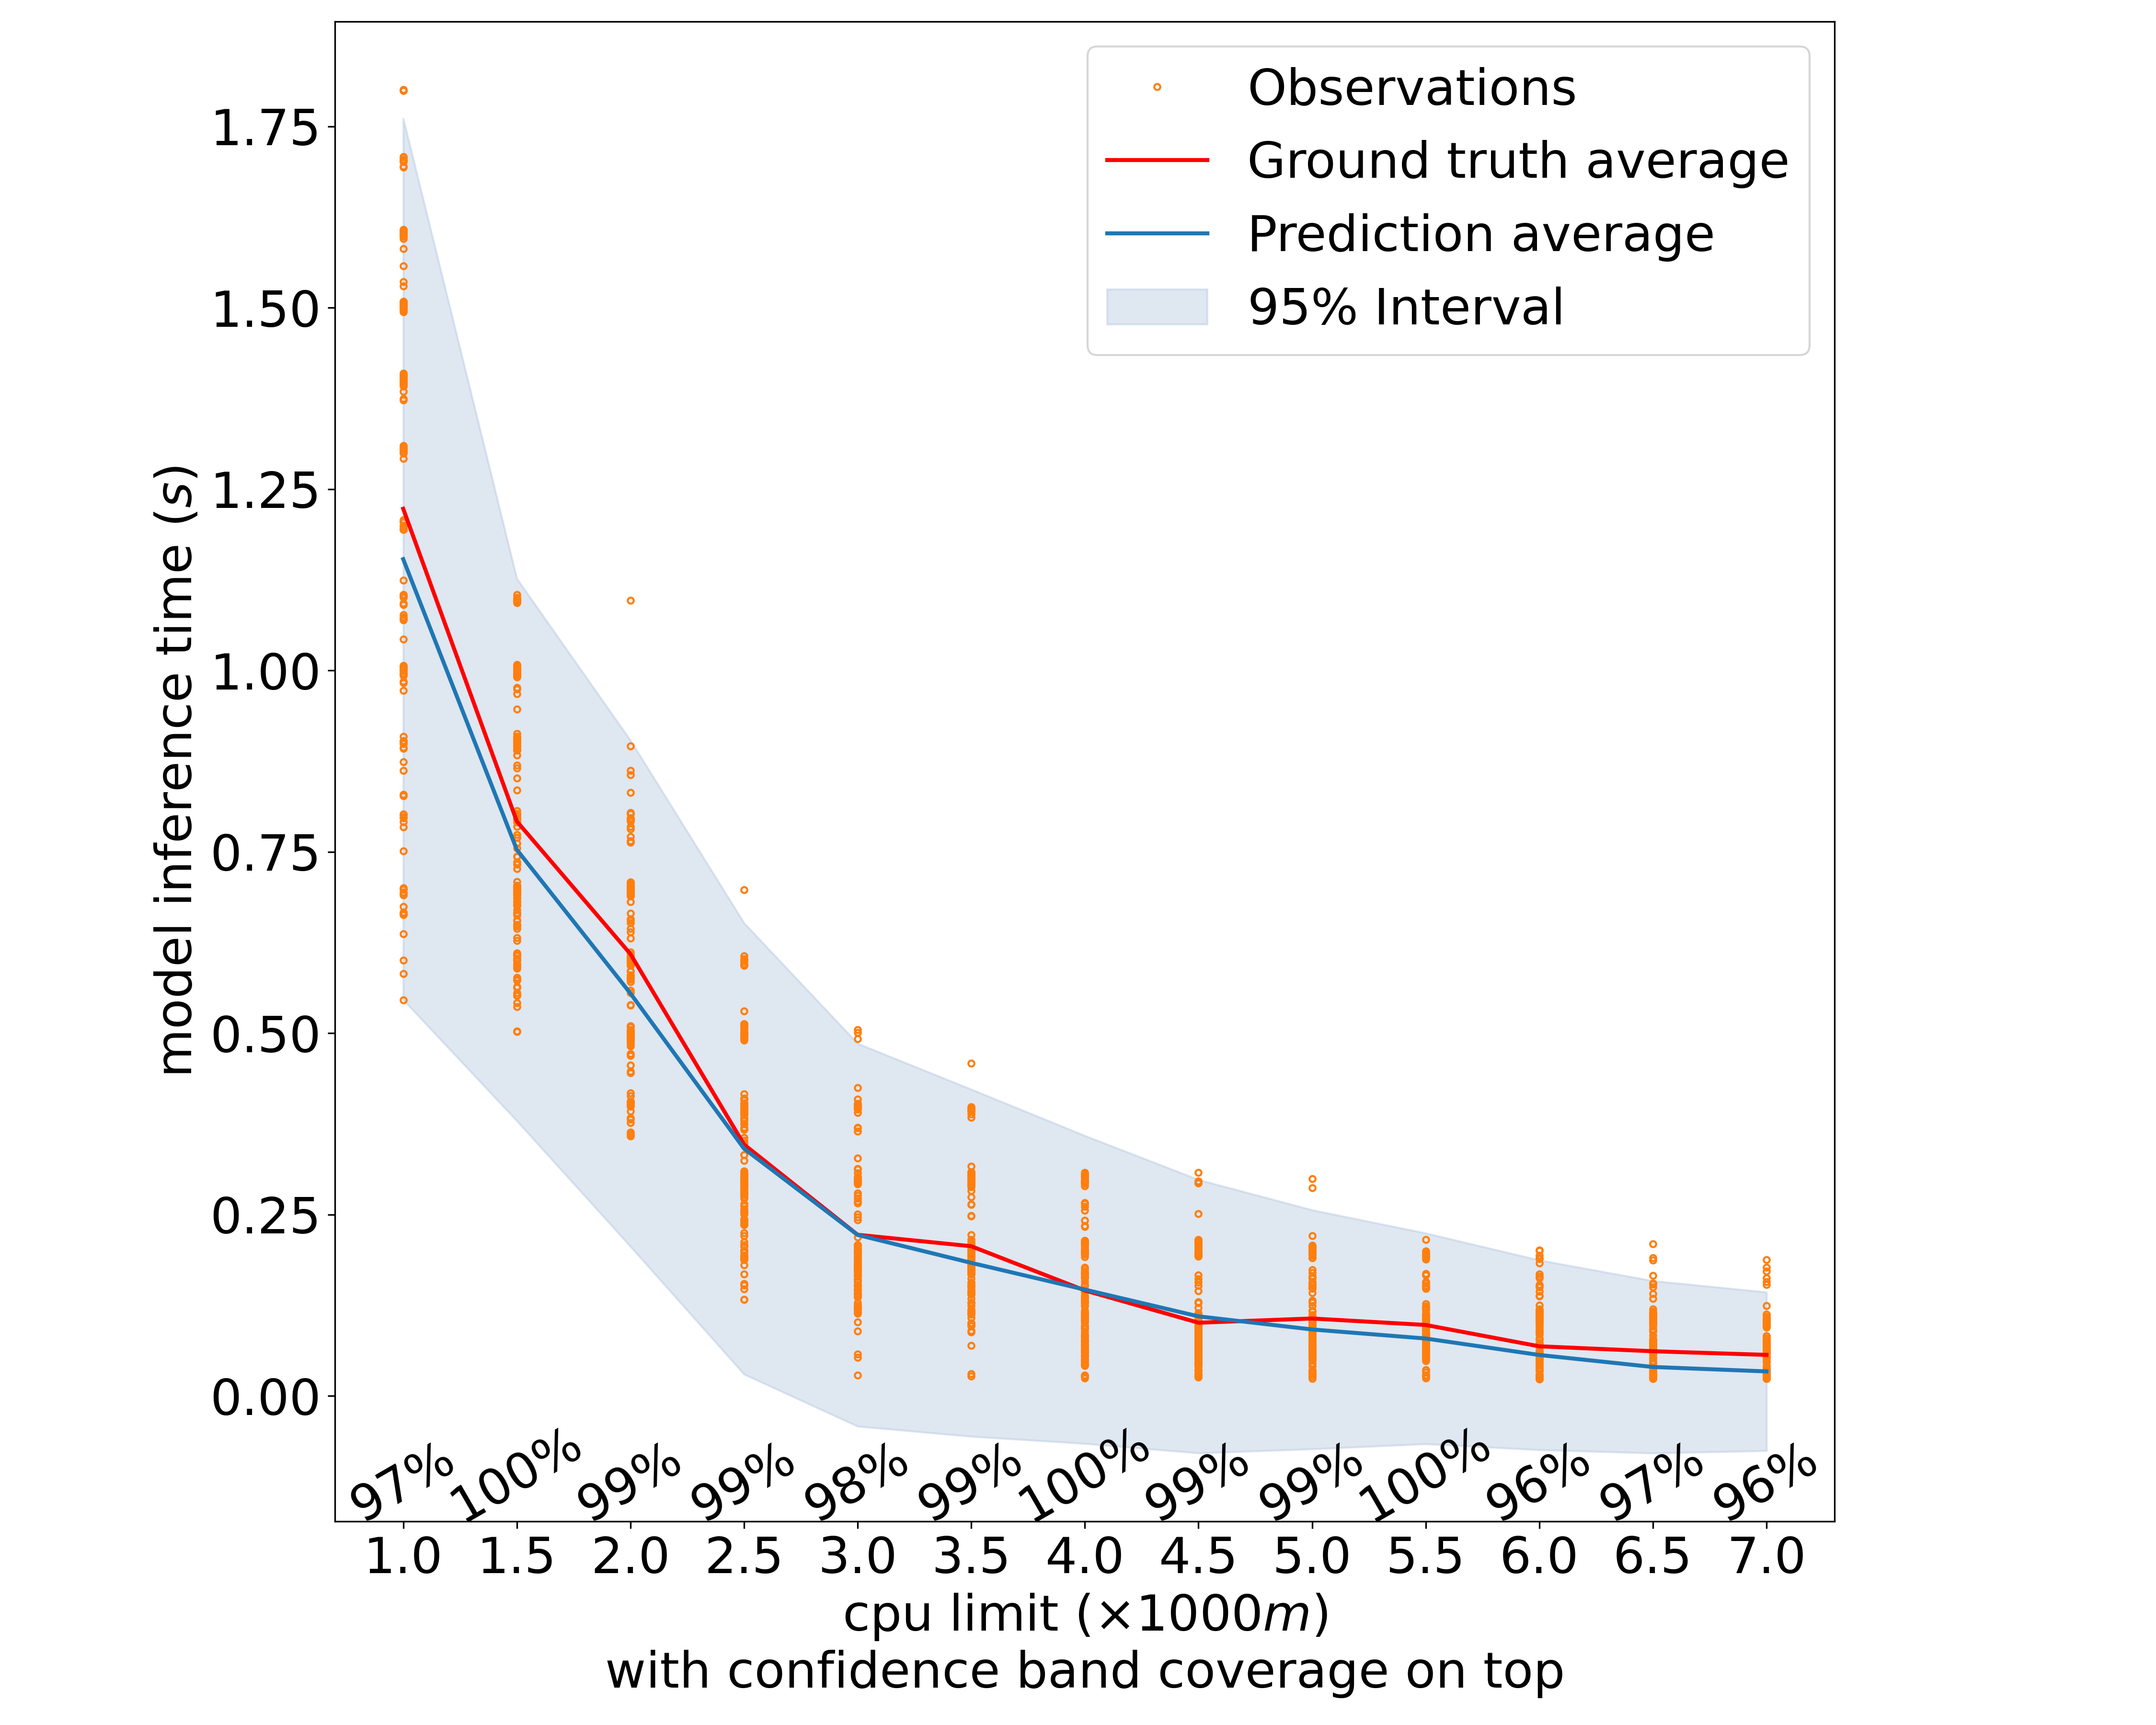 Observations
Ground truth average
Prediction average
95% Interval
model inference time (s)
1.75
1.50
1.25
1.00
0.75
0.50
0.25
0.00
97% 100% 99% 99% 98% 99% 100% 99% 99% 100% 96% 97% 96%
1.0 1.5 2.0 2.5 3.0 3.5 4.0 4.5 5.0 5.5 6.0 6.5 7.0
cpu limit (×1000m)
with confidence band coverage on top